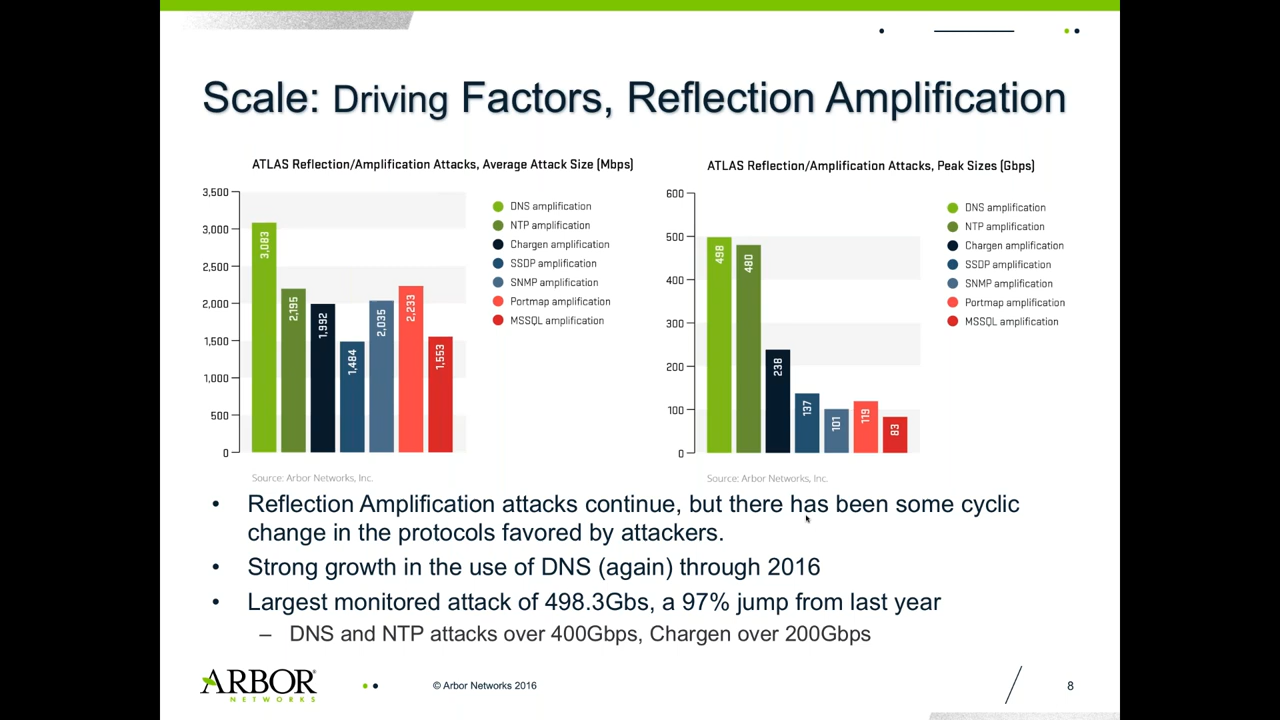 Scale: Driving Factors, Reflection Amplification
ATLAS Reflection/Amplification Attacks, Average Attack Size (Mbps)
3,500
3,000
2,500
2,000
1,500
1,000
500
0
3,083
2,195
1,992
1,484
2,035
2,233
1,553
DNS amplification
NTP amplification
Chargen amplification
SSDP amplification
SNMP amplification
Portmap amplification
MSSQL amplification
Source: Arbor Networks, Inc.
ATLAS Reflection/Amplification Attacks, Peak Sizes (Gbps)
600
500
400
300
200
100
0
498
480
238
137
101
119
83
DNS amplification
NTP amplification
Chargen amplification
SSDP amplification
SNMP amplification
Portmap amplification
MSSQL amplification
Source: Arbor Networks, Inc.
• Reflection Amplification attacks continue, but there has been some cyclic
change in the protocols favored by attackers.
• Strong growth in the use of DNS (again) through 2016
• Largest monitored attack of 498.3Gbs, a 97% jump from last year
– DNS and NTP attacks over 400Gbps, Chargen over 200Gbps
ARBOR®
NETWORKS
© Arbor Networks 2016
8